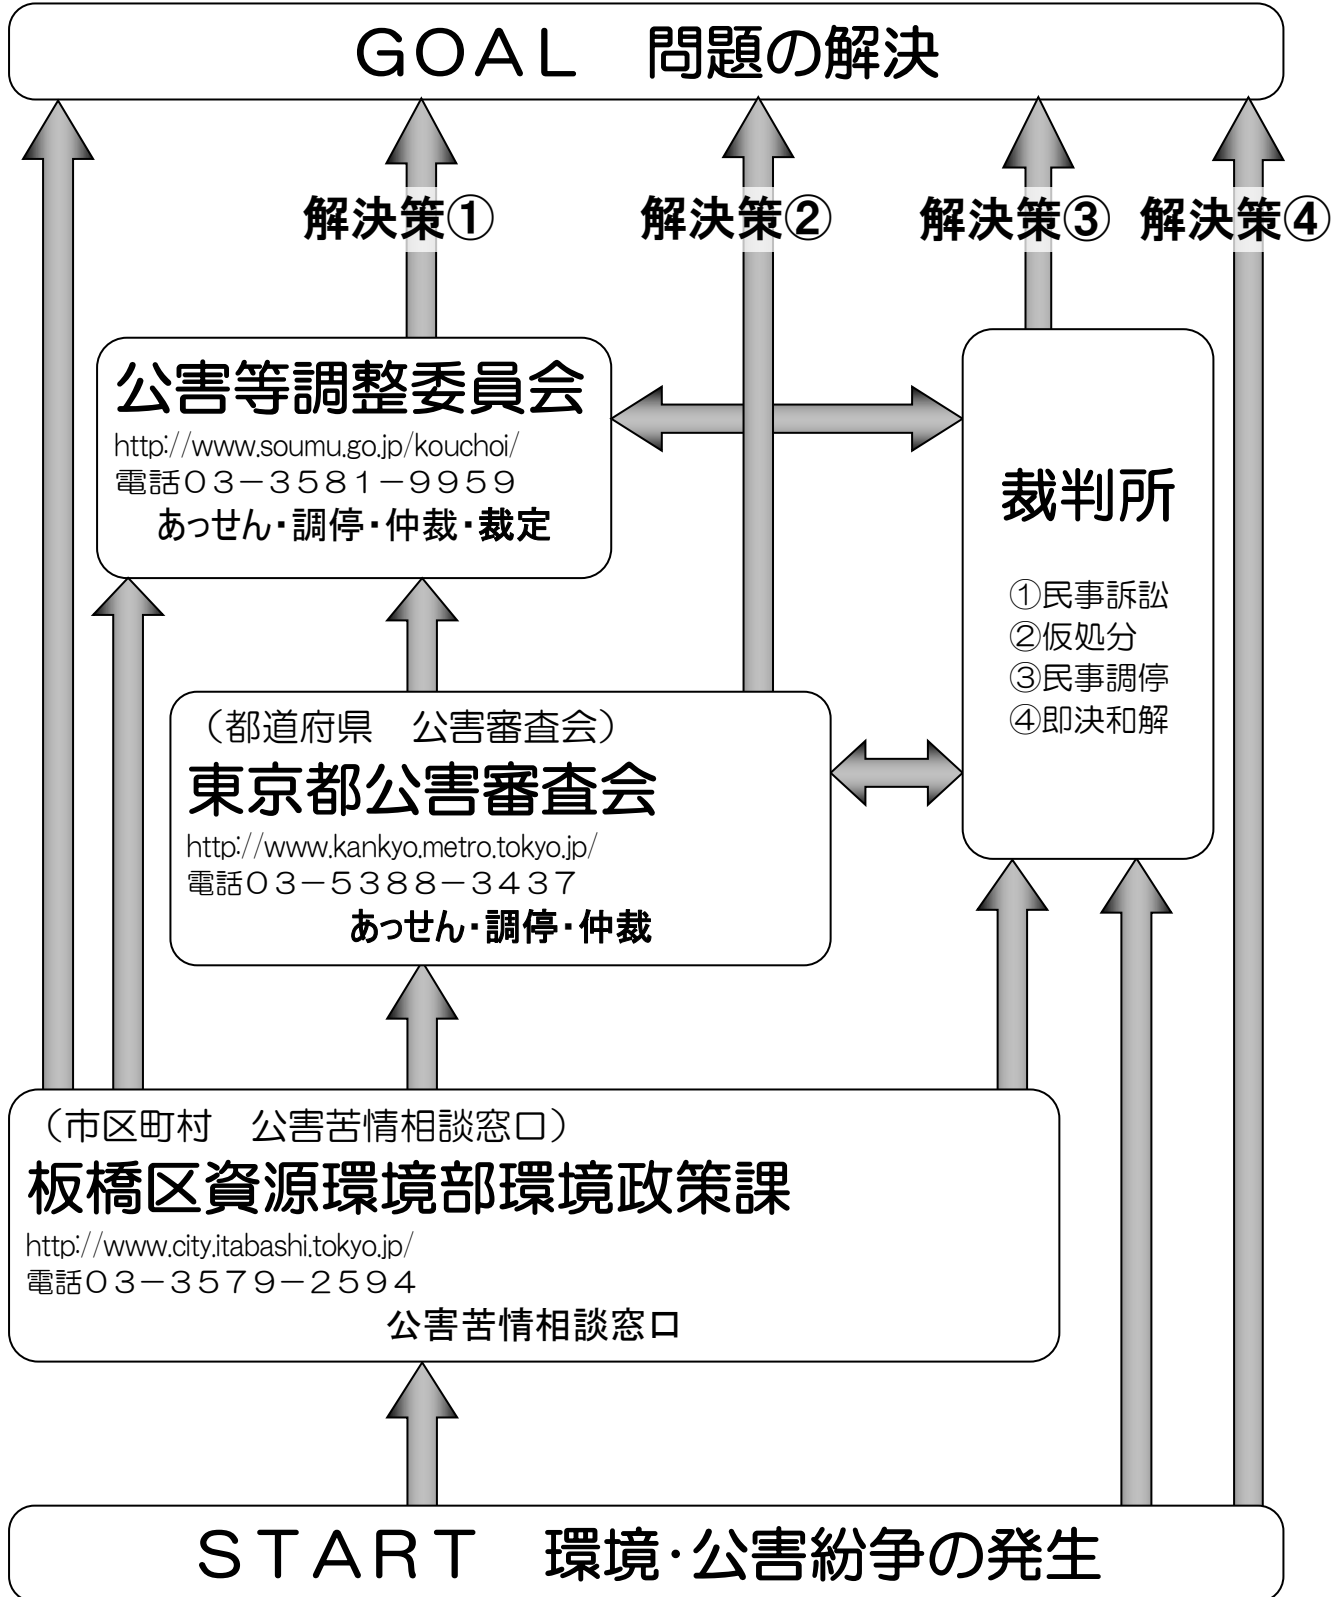 ＧＯＡＬ　問題の解決
解決策①
解決策②
解決策③
解決策④
公害等調整委員会
http://www.soumu.go.jp/kouchoi/
電話０３－３５８１－９９５９
あっせん・調停・仲裁・裁定
裁判所
①民事訴訟
②仮処分
③民事調停
④即決和解
（都道府県　公害審査会）
東京都公害審査会
http://www.kankyo.metro.tokyo.jp/
電話０３－５３８８－３４３７
あっせん・調停・仲裁
（市区町村　公害苦情相談窓口）
板橋区資源環境部環境政策課
http://www.city.itabashi.tokyo.jp/
電話０３－３５７９－２５９４
公害苦情相談窓口
ＳＴＡＲＴ　環境・公害紛争の発生